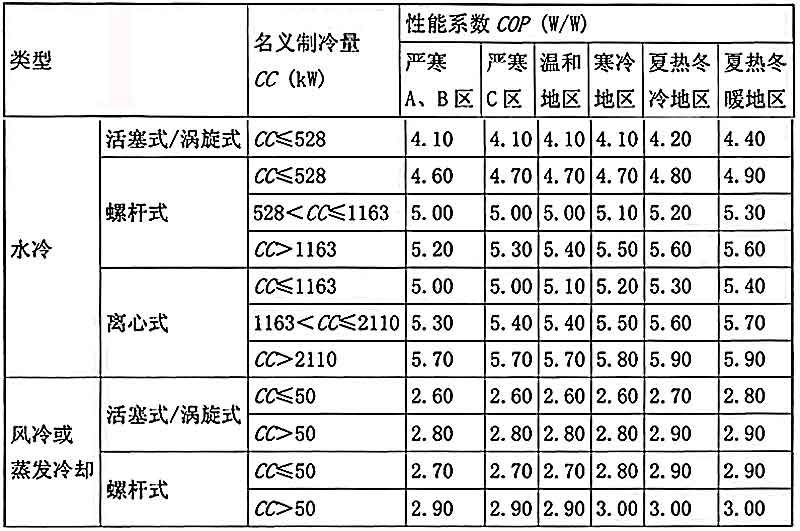 类型 名义制冷量 CC (kW) 性能系数 COP (W/W)
严寒 A、B区 严寒 C区 温和 地区 寒冷 地区 夏热冬 冷地区 夏热冬 暖地区
水冷 活塞式/涡旋式 CC≤528 4.10 4.10 4.10 4.10 4.20 4.40
螺杆式 CC≤528 4.60 4.70 4.70 4.70 4.80 4.90
528<CC≤1163 5.00 5.00 5.00 5.10 5.20 5.30
CC>1163 5.20 5.30 5.40 5.50 5.60 5.60
离心式 CC≤1163 5.00 5.00 5.10 5.20 5.30 5.40
1163<CC≤2110 5.30 5.40 5.40 5.50 5.60 5.70
CC>2110 5.70 5.70 5.70 5.80 5.90 5.90
风冷或 蒸发冷却 活塞式/涡旋式 CC≤50 2.60 2.60 2.60 2.60 2.70 2.80
CC>50 2.80 2.80 2.80 2.80 2.90 2.90
螺杆式 CC≤50 2.70 2.70 2.70 2.80 2.90 2.90
CC>50 2.90 2.90 2.90 3.00 3.00 3.00